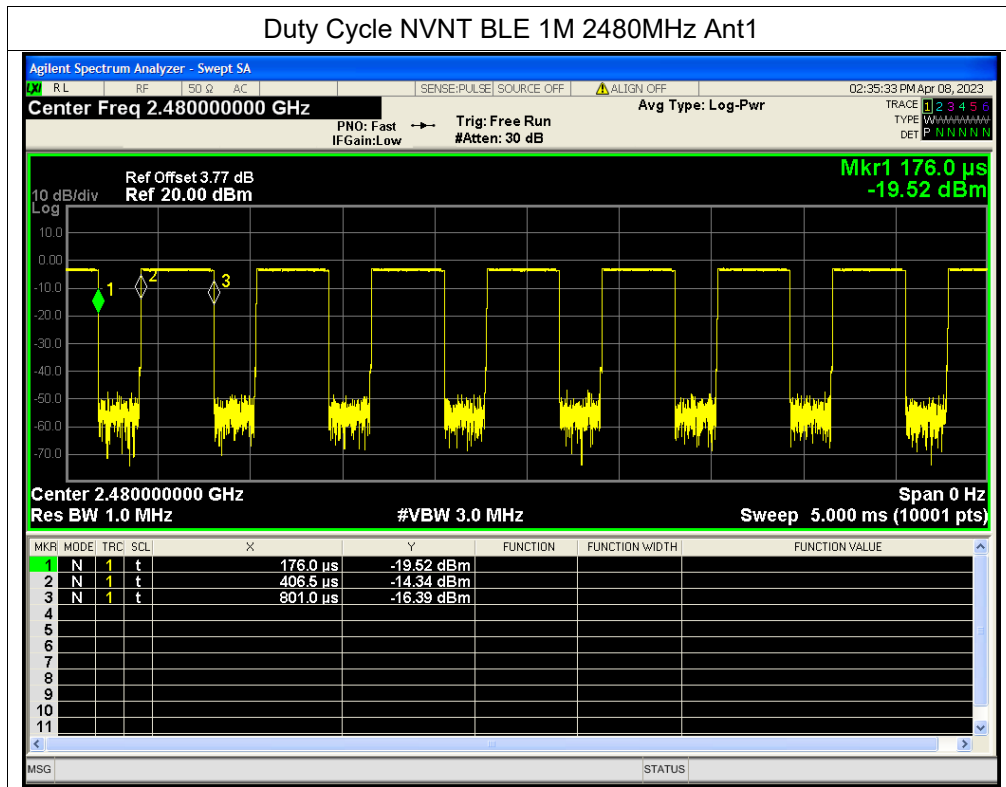 Duty Cycle NVNT BLE 1M 2480MHz Ant1
Agilent Spectrum Analyzer - Swept SA
RL RF 50 Ω AC SENSE:PULSE SOURCE OFF ALIGN OFF 02:35:33 PM Apr 08, 2023
Center Freq 2.480000000 GHz Avg Type: Log-Pwr TRACE 1 2 3 4 5 6
PNO: Fast Trig: Free Run TYPE W
IFGain:Low #Atten: 30 dB DET P N N N N N
Mkr1 176.0 µs
Ref Offset 3.77 dB
10 dB/div Ref 20.00 dBm -19.52 dBm
Log
10.0
0.00
-10.0
1 2 3
-20.0
-30.0
-40.0
-50.0
-60.0
-70.0
Center 2.480000000 GHz Span 0 Hz
Res BW 1.0 MHz #VBW 3.0 MHz Sweep 5.000 ms (10001 pts)
MKR MODE TRC SCL X Y FUNCTION FUNCTION WIDTH FUNCTION VALUE
1 N 1 t 176.0 µs -19.52 dBm
2 N 1 t 406.5 µs -14.34 dBm
3 N 1 t 801.0 µs -16.39 dBm
4
5
6
7
8
9
10
11
MSG STATUS